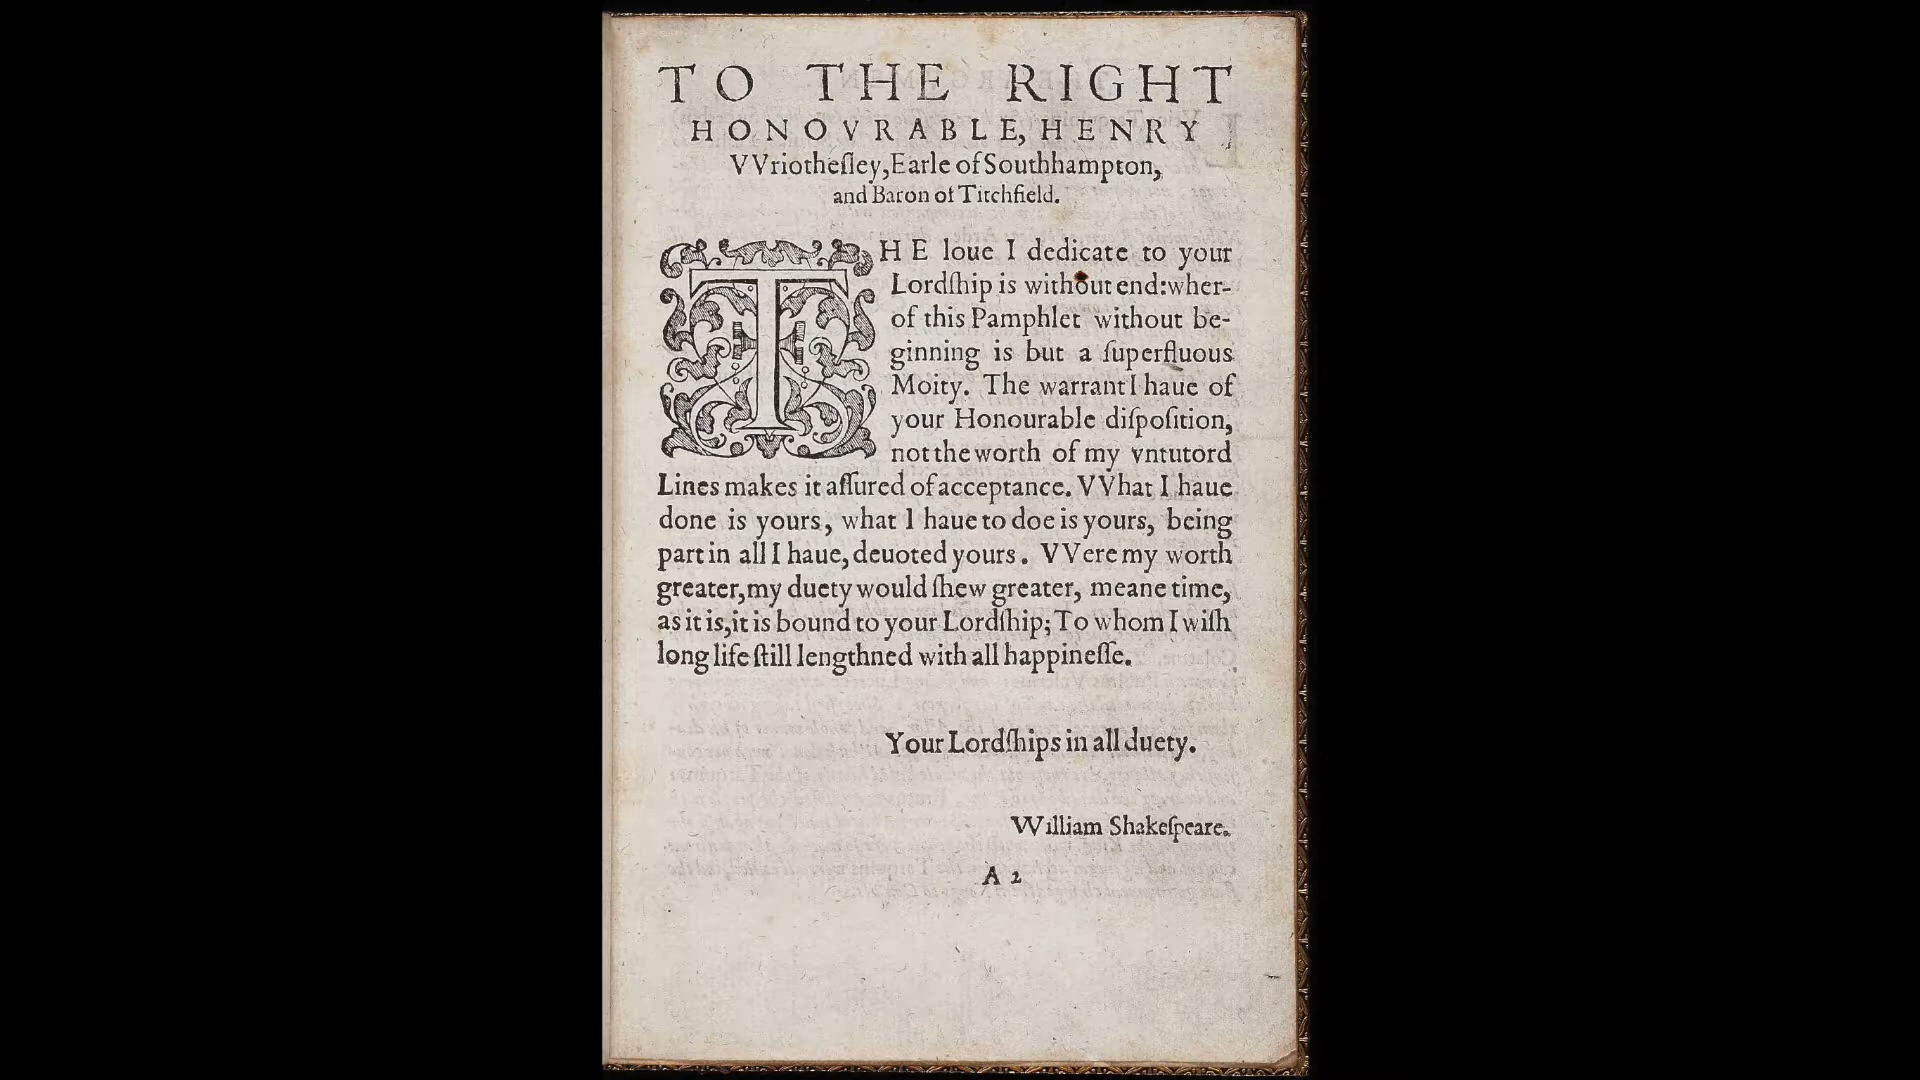 TO THE RIGHT
HONOVRABLE, HENRY
VVriotheſley, Earle of Southhampton,
and Baron of Titchfield.
THE loue I dedicate to your
Lordſhip is without end: wher-
of this Pamphlet without be-
ginning is but a ſuperfluous
Moity. The warrant I haue of
your Honourable diſpoſition,
not the worth of my vntutord
Lines makes it aſſured of acceptance. VVhat I haue
done is yours, what I haue to doe is yours, being
part in all I haue, deuoted yours. VVere my worth
greater, my duety would ſhew greater, meane time,
as it is, it is bound to your Lordſhip; To whom I wiſh
long life ſtill lengthned with all happineſſe.
Your Lordſhips in all duety.
William Shakeſpeare.
A 2